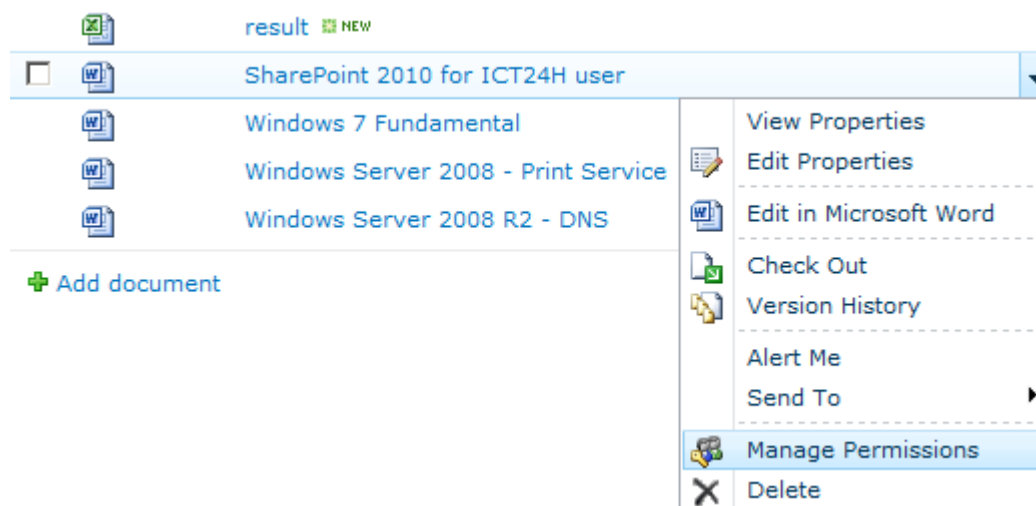 result NEW
SharePoint 2010 for ICT24H user
Windows 7 Fundamental
Windows Server 2008 - Print Service
Windows Server 2008 R2 - DNS
Add document
View Properties
Edit Properties
Edit in Microsoft Word
Check Out
Version History
Alert Me
Send To
Manage Permissions
Delete